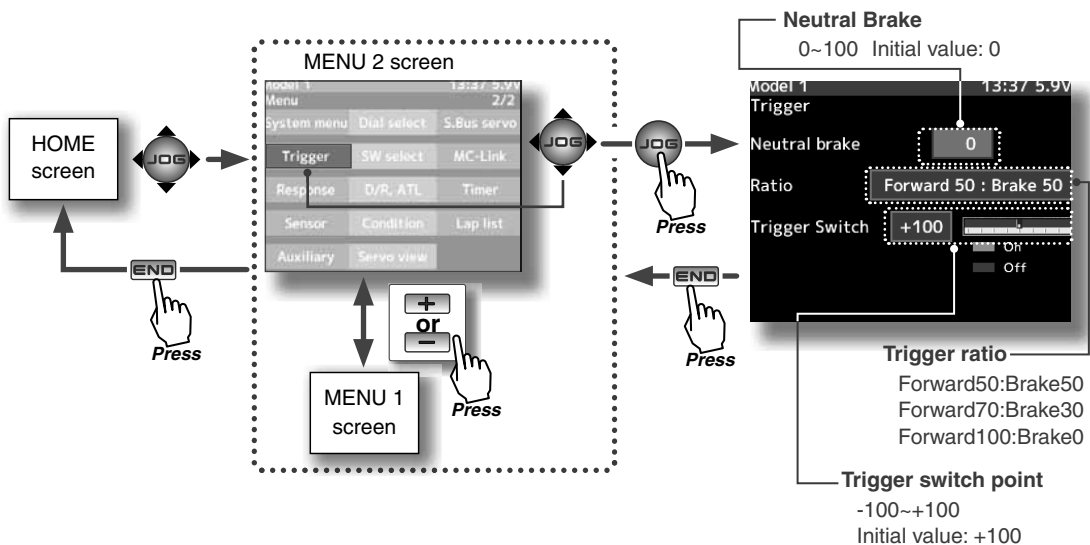 Neutral Brake
0~100 Initial value: 0
MENU 2 screen
Model 1 13:37 5.9V
Menu 2/2
System menu Dial select S.Bus servo
Trigger SW select MC-Link
Response D/R, ATL Timer
Sensor Condition Lap list
Auxiliary Servo view
HOME
screen
JOG
JOG
JOG
Press
END
Press
END
Press
+
or
−
Press
MENU 1
screen
Model 1 13:37 5.9V
Trigger
Neutral brake 0
Ratio Forward 50 : Brake 50
Trigger Switch +100
On
Off
Trigger ratio
Forward50:Brake50
Forward70:Brake30
Forward100:Brake0
Trigger switch point
-100~+100
Initial value: +100